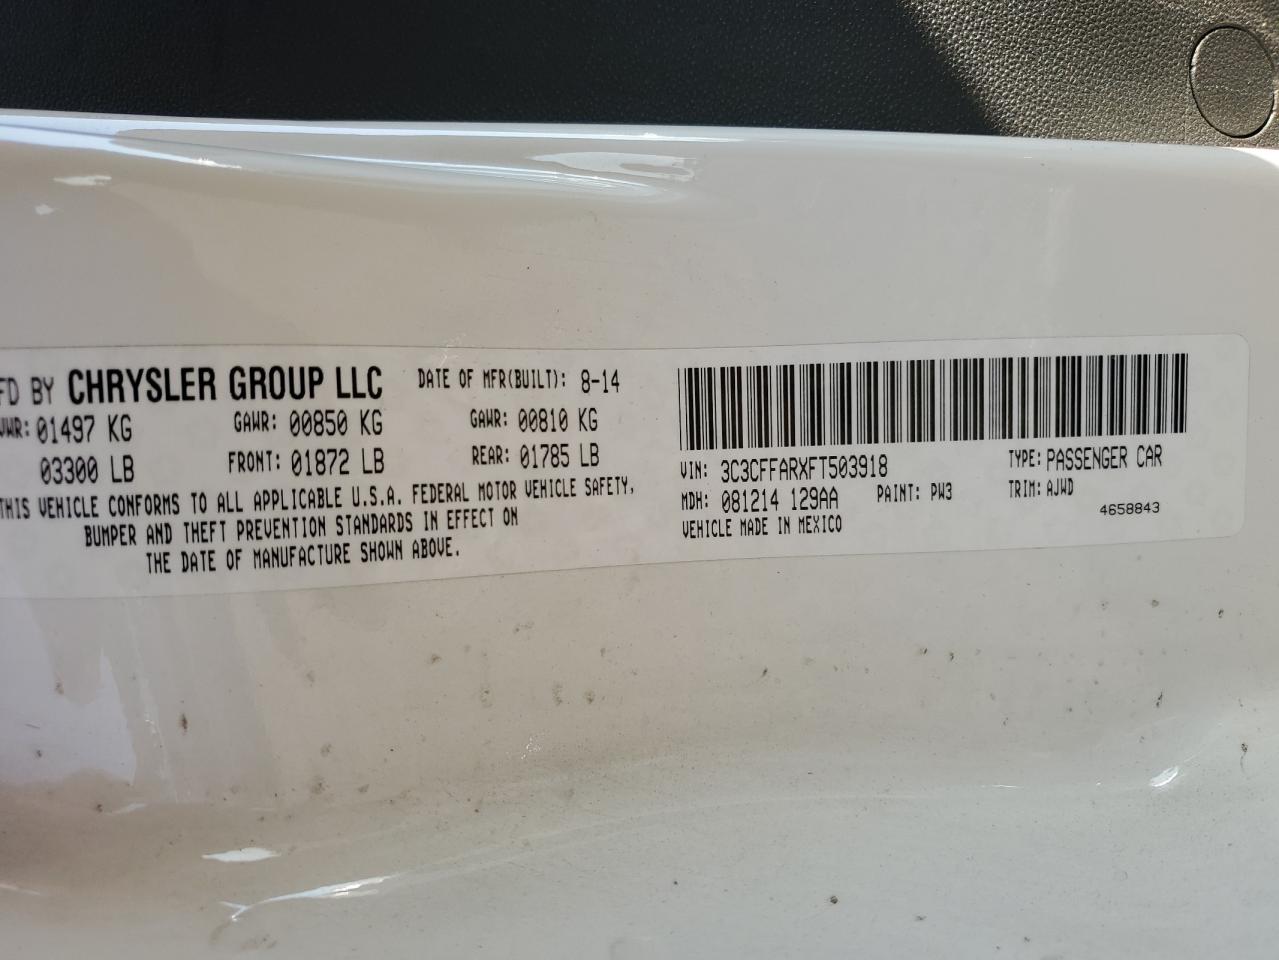 FD BY CHRYSLER GROUP LLC DATE OF MFR(BUILT): 8-14
VWR: 01497 KG GAWR: 00850 KG GAWR: 00810 KG
03300 LB FRONT: 01872 LB REAR: 01785 LB
THIS VEHICLE CONFORMS TO ALL APPLICABLE U.S.A. FEDERAL MOTOR VEHICLE SAFETY,
BUMPER AND THEFT PREVENTION STANDARDS IN EFFECT ON
THE DATE OF MANUFACTURE SHOWN ABOVE.
VIN: 3C3CFFARXFT503918 TYPE: PASSENGER CAR
MDH: 081214 129AA PAINT: PW3 TRIM: AJWD
VEHICLE MADE IN MEXICO 4658843